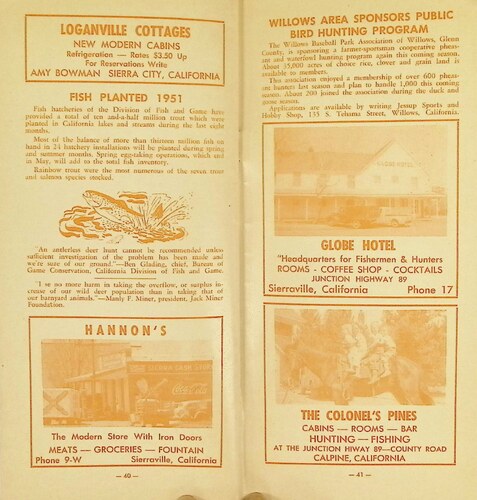 LOGANVILLE COTTAGES
NEW MODERN CABINS
Refrigeration — Rates $3.50 Up
For Reservations Write
AMY BOWMAN SIERRA CITY, CALIFORNIA
FISH PLANTED 1951
Fish hatcheries of the Division of Fish and Game have
provided a total of ten and-a-half million trout which were
planted in California lakes and streams during the last eight
months.
Most of the balance of more than thirteen million fish on
hand in 24 hatchery installations will be planted during spring
and summer months. Spring egg-taking operations, which end
in May, will add to the total fish inventory.
Rainbow trout were the most numerous of the seven trout
and salmon species stocked.
"An antlerless deer hunt cannot be recommended unless
sufficient investigation of the problem has been made and
we're sure of our ground."—Ben Glading, chief, Bureau of
Game Conservation, California Division of Fish and Game.
"I see no more harm in taking the overflow, or surplus in-
crease of our wild deer population than in taking that of
our barnyard animals."—Manly F. Miner, president, Jack Miner
Foundation.
HANNON'S
The Modern Store With Iron Doors
MEATS — GROCERIES — FOUNTAIN
Phone 9-W Sierraville, California
— 40 —
WILLOWS AREA SPONSORS PUBLIC
BIRD HUNTING PROGRAM
The Willows Baseball Park Association of Willows, Glenn
County, is sponsoring a farmer-sportsman cooperative pheas-
ant and waterfowl hunting program again this coming season.
About 75,000 acres of choice rice, clover and grain land is
available to members.
This association enjoyed a membership of over 600 pheas-
ant hunters last season and plan to handle 1,000 this coming
season. About 200 joined the association during the duck and
goose season.
Applications are available by writing Jessup Sports and
Hobby Shop, 135 S. Tehama Street, Willows, California.
GLOBE HOTEL
GLOBE HOTEL
"Headquarters for Fishermen & Hunters
ROOMS - COFFEE SHOP - COCKTAILS
JUNCTION HIGHWAY 89
Sierraville, California Phone 17
THE COLONEL'S PINES
CABINS — ROOMS — BAR
HUNTING — FISHING
AT THE JUNCTION HIWAY 89—COUNTY ROAD
CALPINE, CALIFORNIA
— 41 —